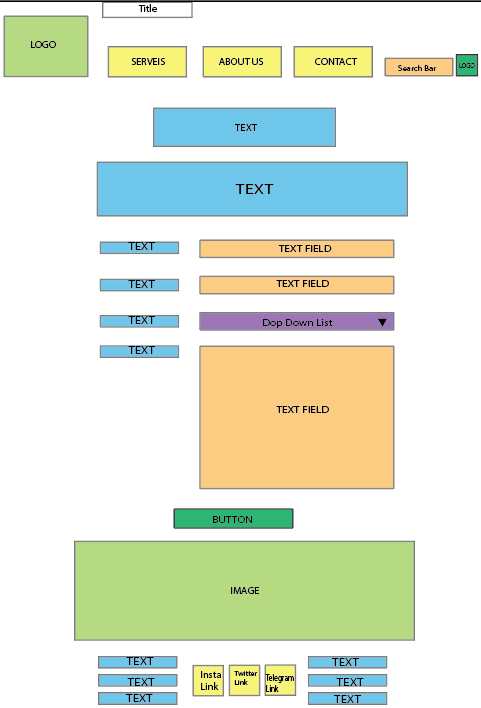 Title
LOGO
SERVEIS
ABOUT US
CONTACT
Search Bar
LOGO
TEXT
TEXT
TEXT
TEXT FIELD
TEXT
TEXT FIELD
TEXT
Dop Down List
TEXT
TEXT FIELD
BUTTON
IMAGE
TEXT
TEXT
TEXT
Insta
Link
Twitter
Link
Telegram
Link
TEXT
TEXT
TEXT